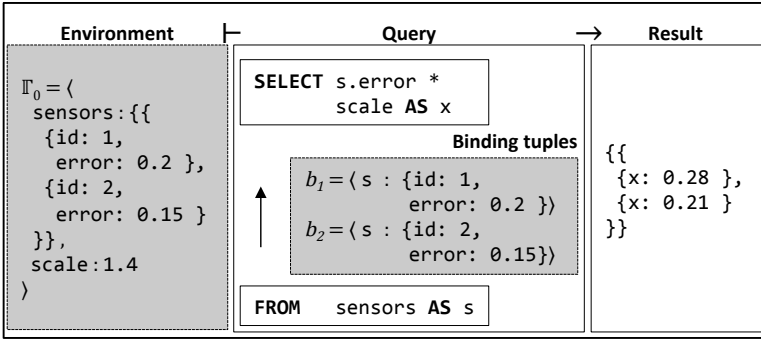 Environment ⊢ Query → Result
𝕋₀ = ⟨
sensors:{{
{id: 1,
error: 0.2 },
{id: 2,
error: 0.15 }
}},
scale:1.4
⟩
SELECT s.error *
scale AS x
Binding tuples
b₁ = ⟨ s : {id: 1,
error: 0.2 }⟩
b₂ = ⟨ s : {id: 2,
error: 0.15}⟩
FROM sensors AS s
{{
{x: 0.28 },
{x: 0.21 }
}}